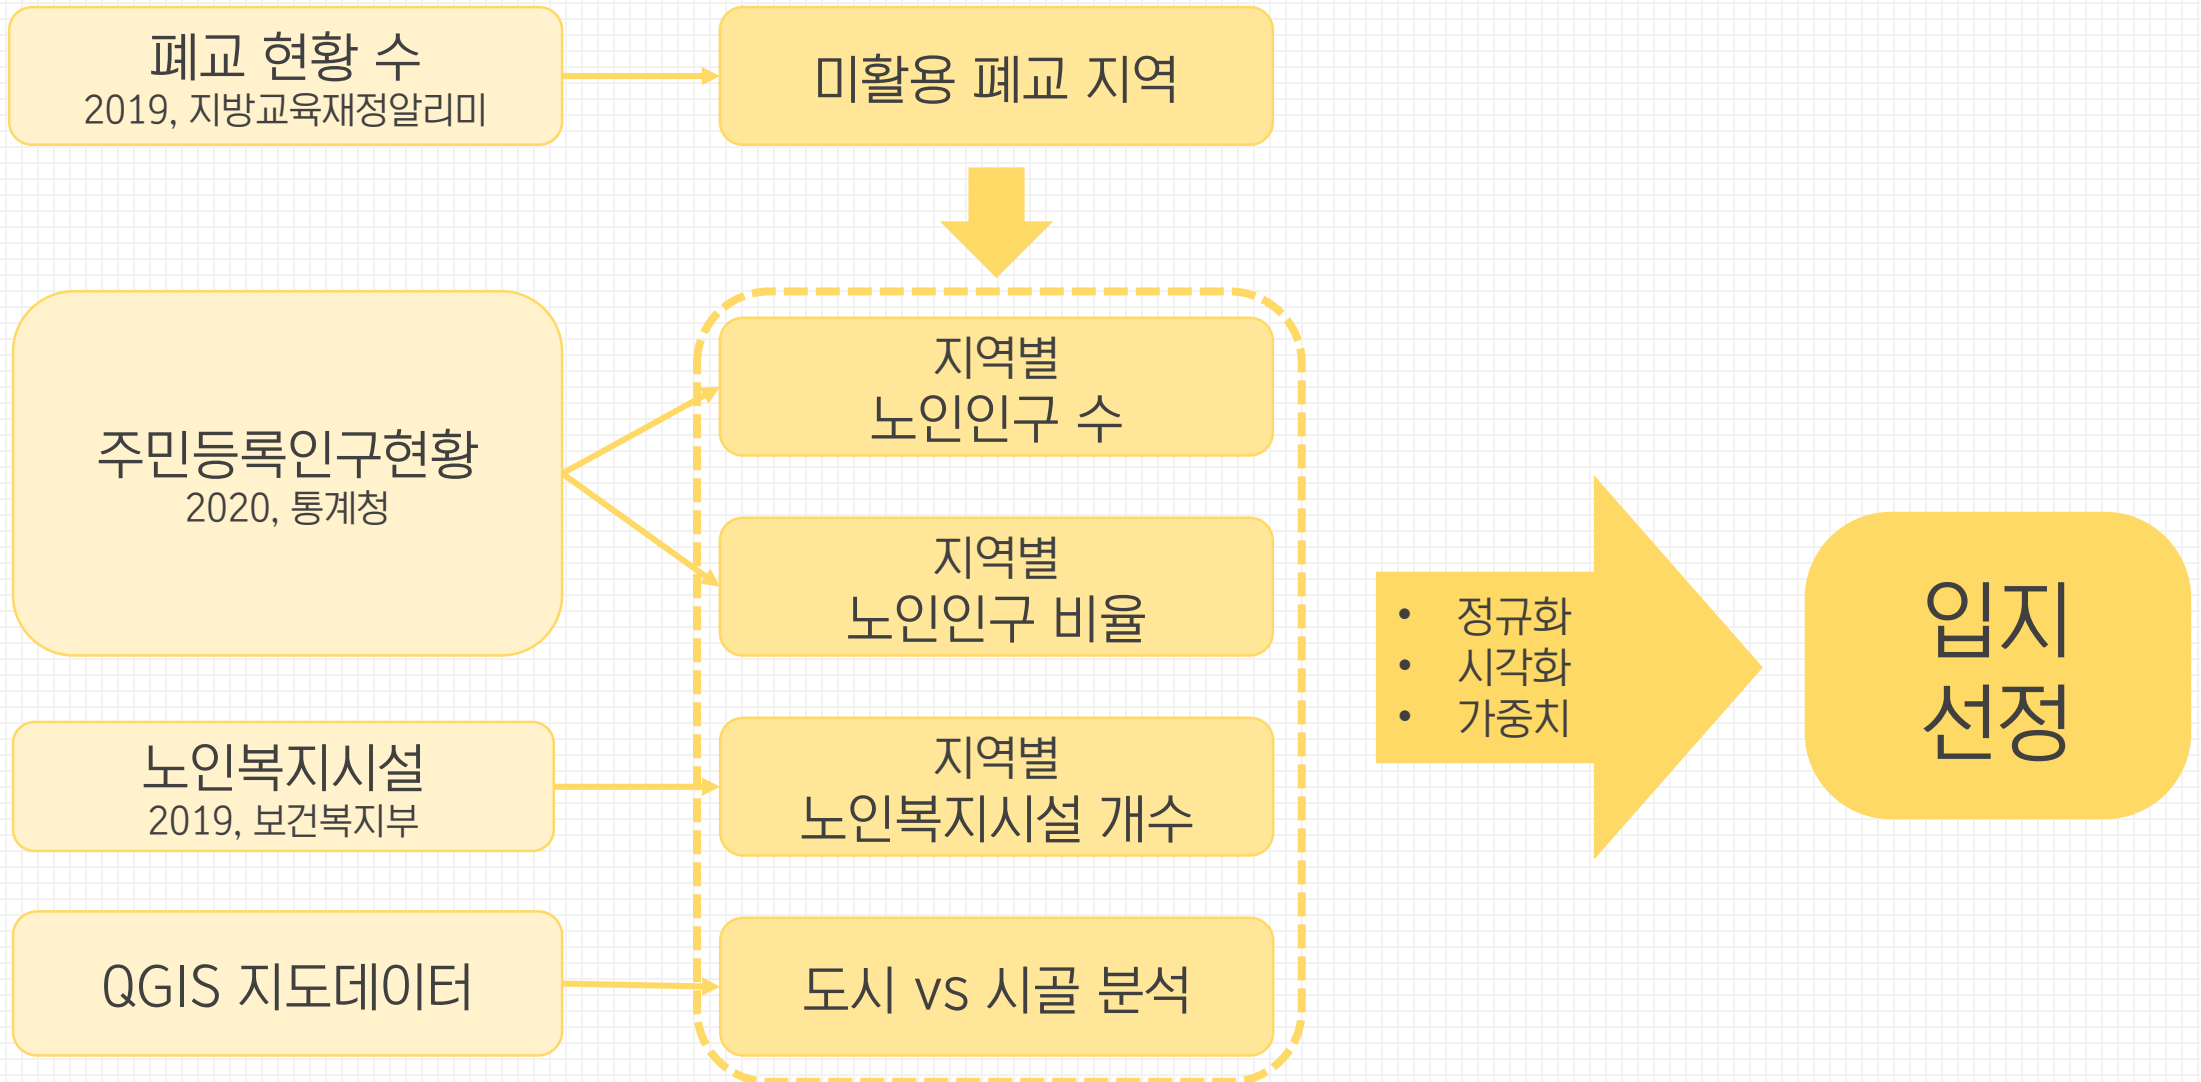 폐교 현황 수
2019, 지방교육재정알리미
미활용 폐교 지역
주민등록인구현황
2020, 통계청
지역별
노인인구 수
지역별
노인인구 비율
노인복지시설
2019, 보건복지부
지역별
노인복지시설 개수
QGIS 지도데이터
도시 vs 시골 분석
• 정규화
• 시각화
• 가중치
입지
선정